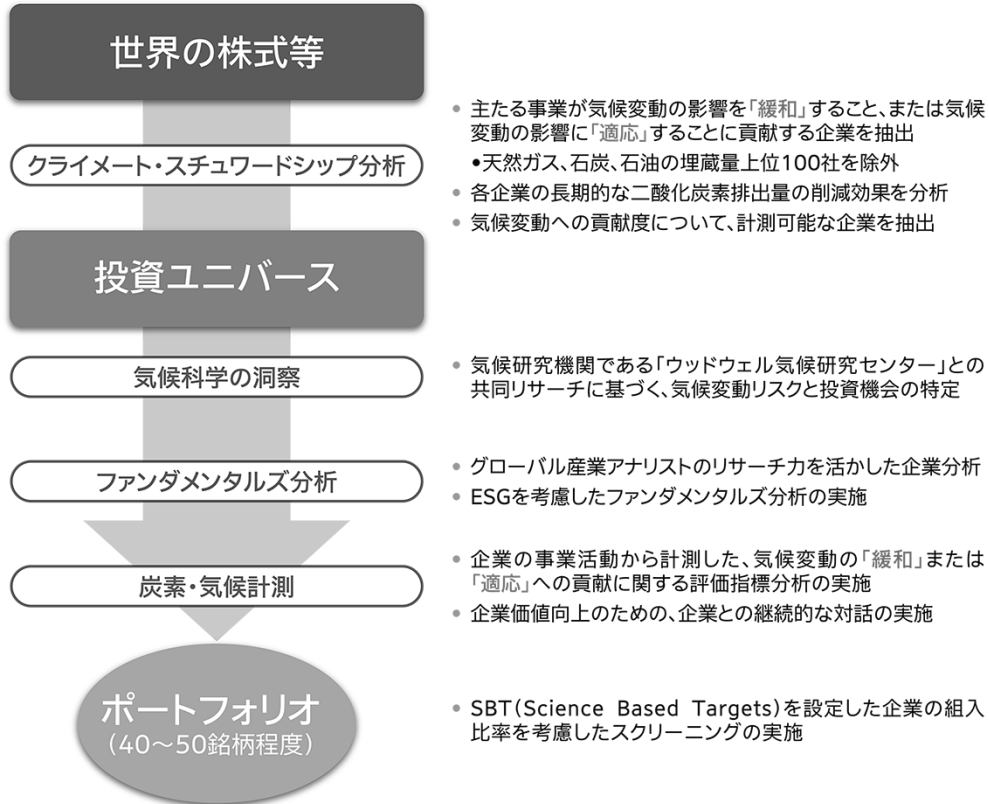 世界の株式等
• 主たる事業が気候変動の影響を「緩和」すること、または気候
変動の影響に「適応」することに貢献する企業を抽出
•天然ガス、石炭、石油の埋蔵量上位100社を除外
• 各企業の長期的な二酸化炭素排出量の削減効果を分析
• 気候変動への貢献度について、計測可能な企業を抽出
クライメート・スチュワードシップ分析
投資ユニバース
気候科学の洞察
• 気候研究機関である「ウッドウェル気候研究センター」との
共同リサーチに基づく、気候変動リスクと投資機会の特定
ファンダメンタルズ分析
• グローバル産業アナリストのリサーチ力を活かした企業分析
• ESGを考慮したファンダメンタルズ分析の実施
炭素・気候計測
• 企業の事業活動から計測した、気候変動の「緩和」または
「適応」への貢献に関する評価指標分析の実施
• 企業価値向上のための、企業との継続的な対話の実施
ポートフォリオ
(40～50銘柄程度)
• SBT(Science Based Targets)を設定した企業の組入
比率を考慮したスクリーニングの実施